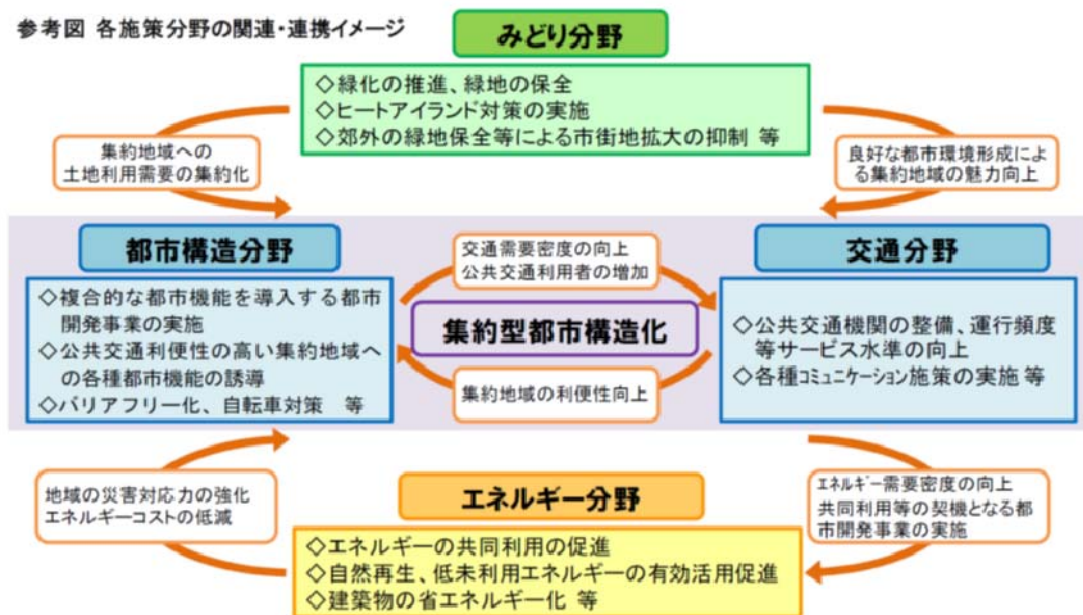 参考図 各施策分野の関連・連携イメージ
みどり分野
◇緑化の推進、緑地の保全
◇ヒートアイランド対策の実施
◇郊外の緑地保全等による市街地拡大の抑制 等
集約地域への
土地利用需要の集約化
良好な都市環境形成によ
る集約地域の魅力向上
都市構造分野
◇複合的な都市機能を導入する都市
開発事業の実施
◇公共交通利便性の高い集約地域へ
の各種都市機能の誘導
◇バリアフリー化、自転車対策 等
交通需要密度の向上
公共交通利用者の増加
集約型都市構造化
集約地域の利便性向上
交通分野
◇公共交通機関の整備、運行頻度
等サービス水準の向上
◇各種コミュニケーション施策の実施 等
地域の災害対応力の強化
エネルギーコストの低減
エネルギー需要密度の向上
共同利用等の契機となる都
市開発事業の実施
エネルギー分野
◇エネルギーの共同利用の促進
◇自然再生、低未利用エネルギーの有効活用促進
◇建築物の省エネルギー化 等